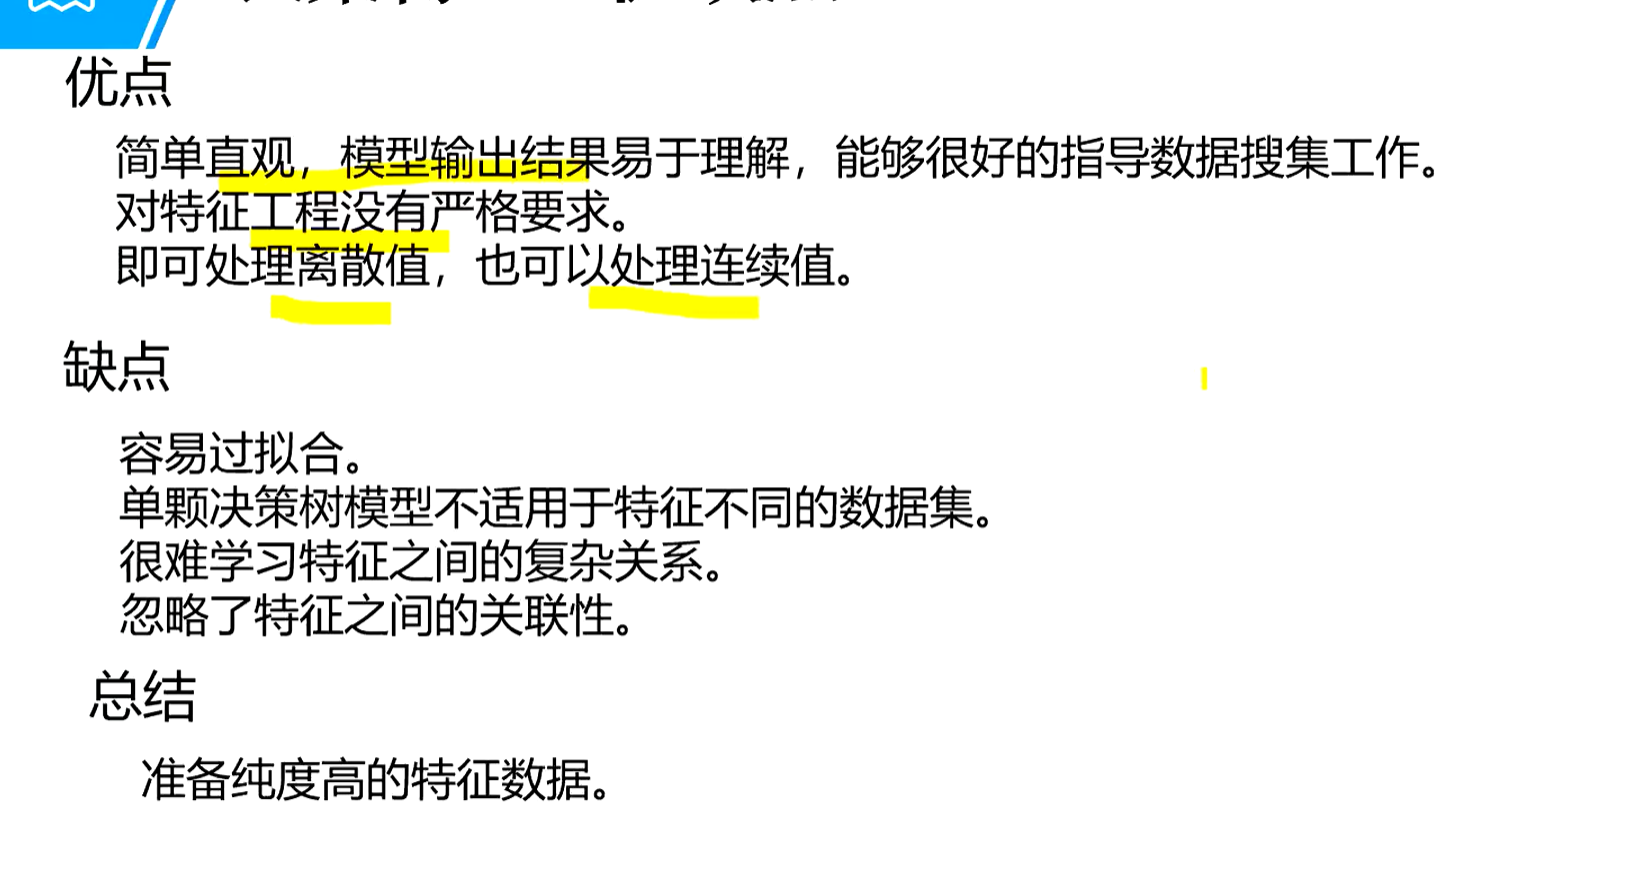 优点
简单直观，模型输出结果易于理解，能够很好的指导数据搜集工作。
对特征工程没有严格要求。
即可处理离散值，也可以处理连续值。
缺点
容易过拟合。
单颗决策树模型不适用于特征不同的数据集。
很难学习特征之间的复杂关系。
忽略了特征之间的关联性。
总结
准备纯度高的特征数据。